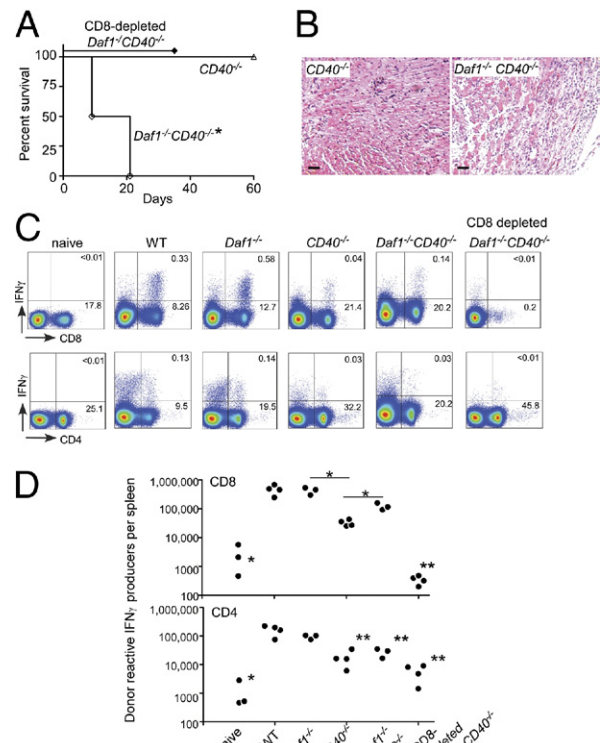 A
CD8-depleted
Daf1-/-CD40-/-
100
75
50
25
0
Percent survival
CD40-/-
Daf1-/-CD40-/-*
0 20 40 60
Days
B
CD40-/-
Daf1-/- CD40-/-
C
naive WT Daf1-/- CD40-/- Daf1-/-CD40-/- CD8 depleted
Daf1-/-CD40-/-
<0.01 0.33 0.58 0.04 0.14 <0.01
17.8 8.26 12.7 21.4 20.2 0.2
IFNγ
CD8
<0.01 0.13 0.14 0.03 0.03 <0.01
25.1 9.5 19.5 32.2 20.2 45.8
IFNγ
CD4
D
Donor reactive IFNγ producers per spleen
1,000,000
100,000
10,000
1000
100
CD8
*
*
*
**
1,000,000
100,000
10,000
1000
100
CD4
*
**
**
**
WT
CD40-/-